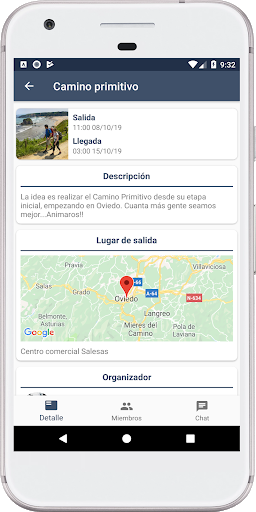 9:32
Camino primitivo
Salida
11:00 08/10/19
Llegada
03:00 15/10/19
Descripción
La idea es realizar el Camino Primitivo desde su etapa
inicial, empezando en Oviedo. Cuanta más gente seamos
mejor...Animaros!!
Lugar de salida
Pravia
Villaviciosa
A-66
Salas
Grado
Oviedo
A-64
N-634
Langreo
Belmonte,
Asturias
Mieres del
Camino
Pola de
Laviana
Google
Centro comercial Salesas
Organizador
Detalle
Miembros
Chat